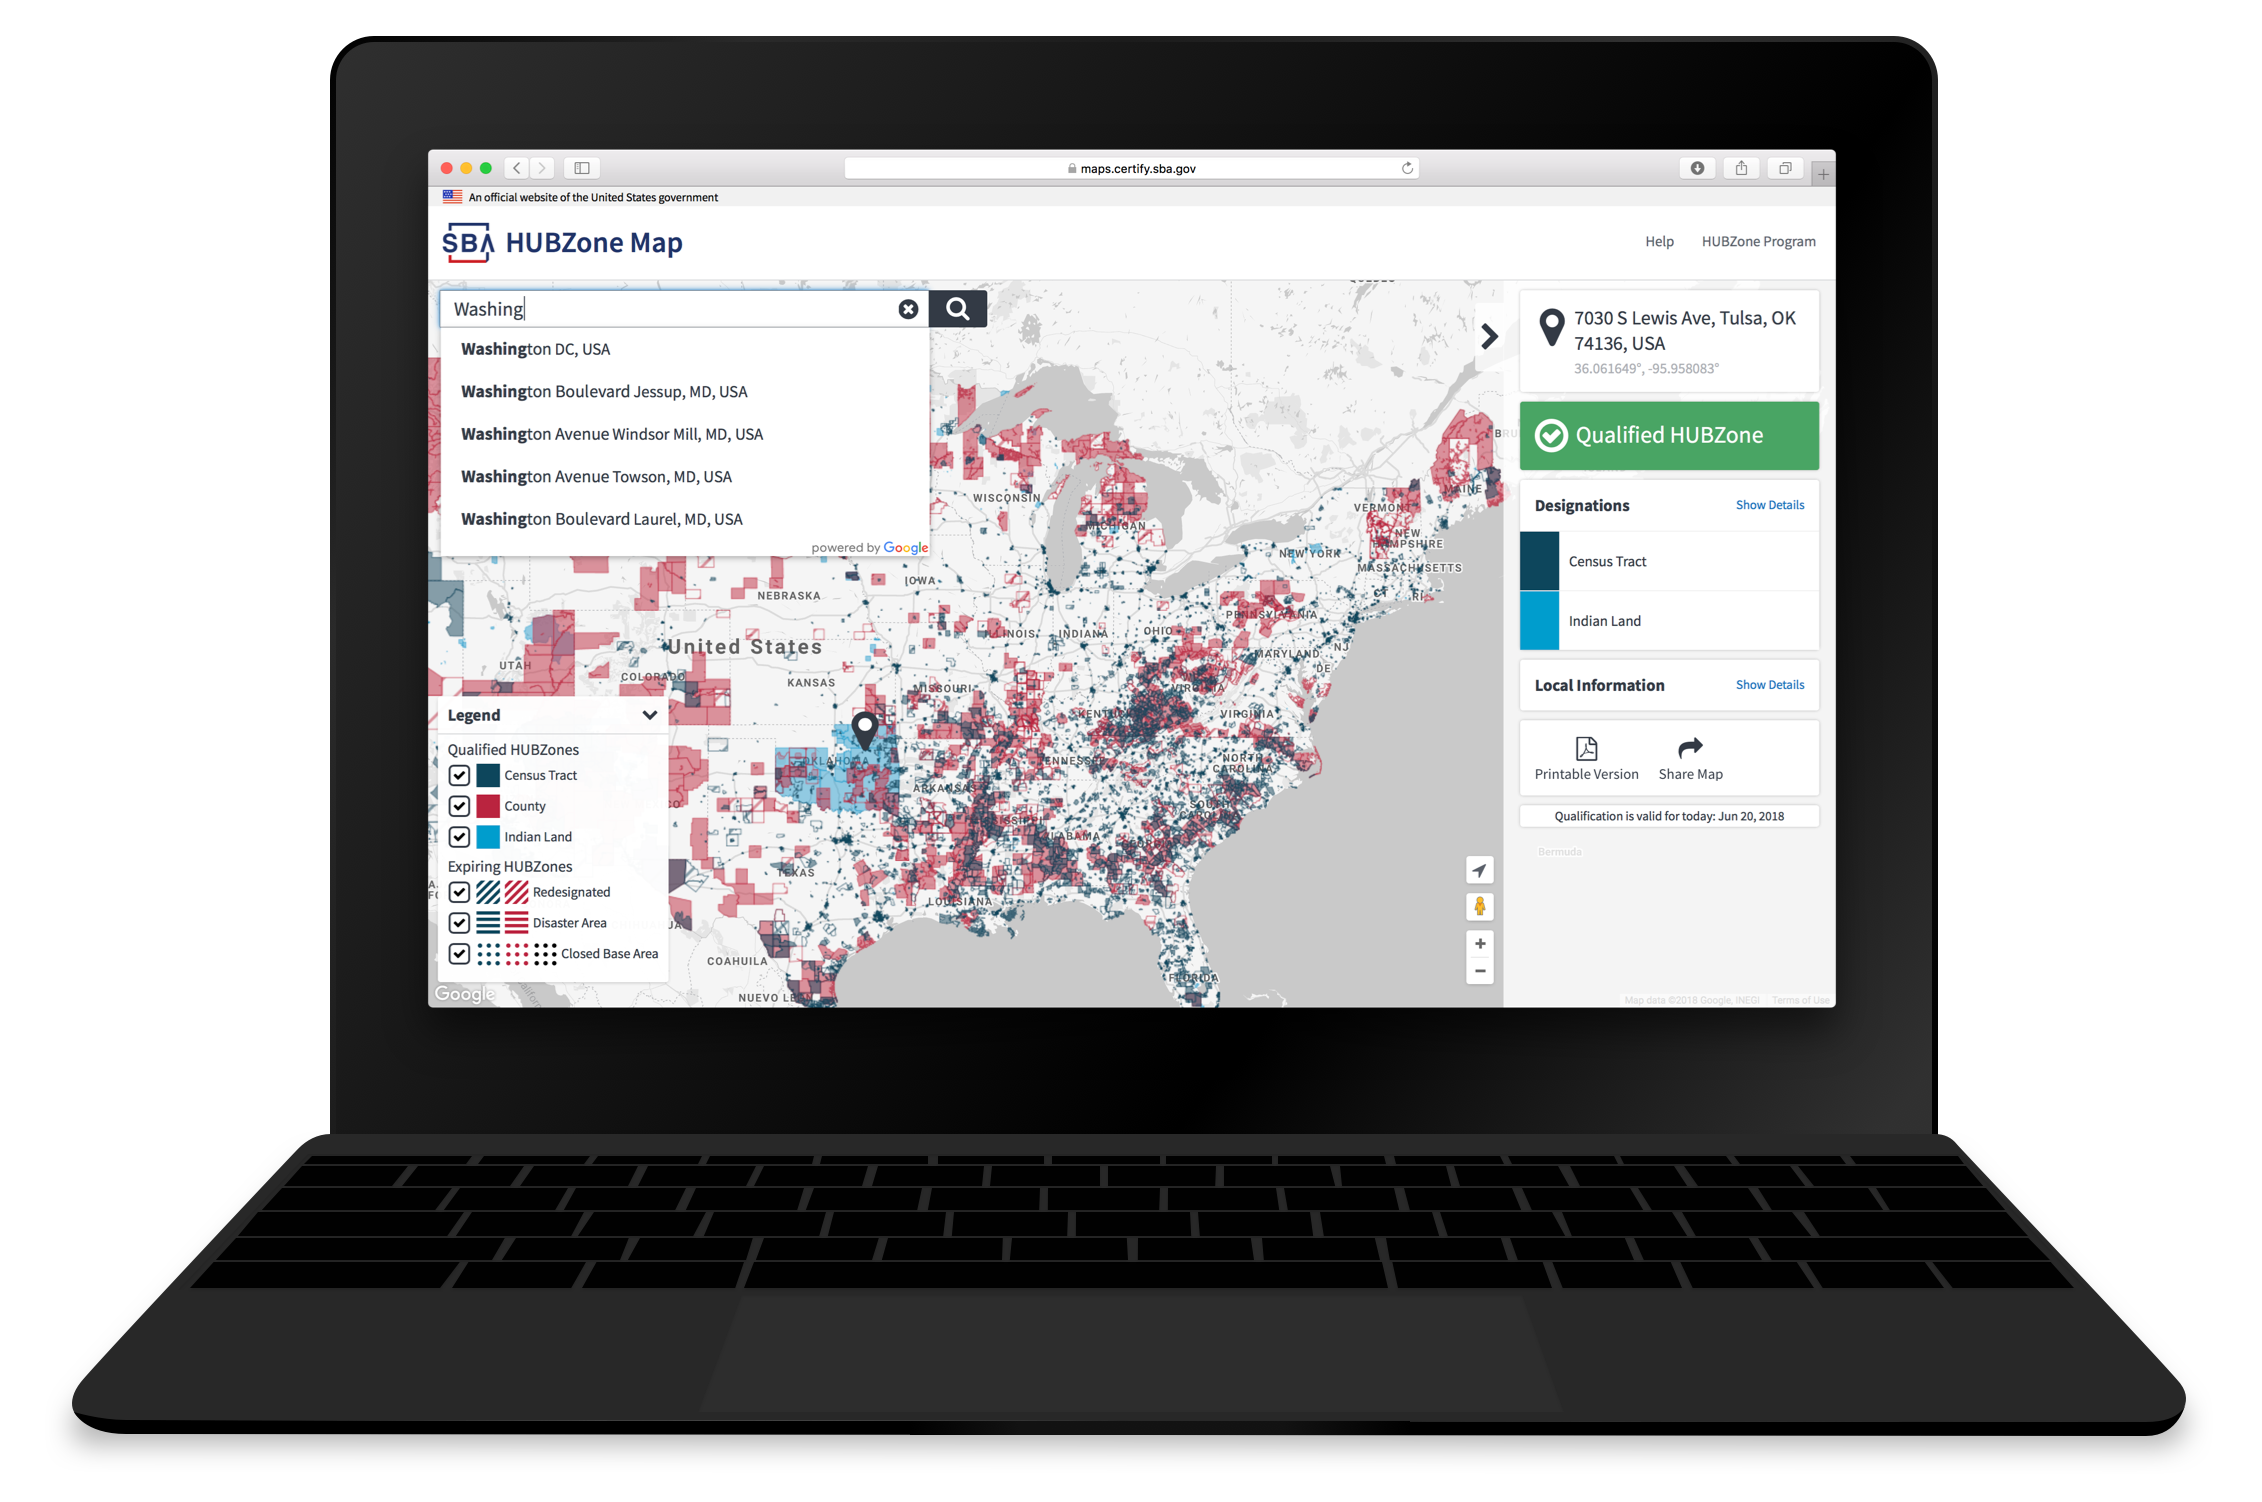 maps.certify.sba.gov
An official website of the United States government
SBA HUBZone Map
Help
HUBZone Program
Washing
Washington DC, USA
Washington Boulevard Jessup, MD, USA
Washington Avenue Windsor Mill, MD, USA
Washington Avenue Towson, MD, USA
Washington Boulevard Laurel, MD, USA
powered by Google
7030 S Lewis Ave, Tulsa, OK
74136, USA
36.061649°, -95.958083°
Qualified HUBZone
Designations
Show Details
Census Tract
Indian Land
Local Information
Show Details
Printable Version
Share Map
Qualification is valid for today: Jun 20, 2018
Bermuda
WISCONSIN
MICHIGAN
VERMONT
MAINE
NEW
HAMPSHIRE
NEW YORK
MASSACHUSETTS
CT
RI
IOWA
NEBRASKA
PENNSYLVANIA
ILLINOIS
INDIANA
OHIO
NJ
United States
MARYLAND
DE
UTAH
COLORADO
KANSAS
MISSOURI
VIRGINIA
VIRGINIA
OKLAHOMA
NORTH
CAROLINA
ARKANSAS
SOUTH
CAROLINA
TEXAS
LOUISIANA
FLORIDA
COAHUILA
NUEVO
Legend
Qualified HUBZones
Census Tract
County
Indian Land
Expiring HUBZones
Redesignated
Disaster Area
Closed Base Area
Google
Map data ©2018 Google, INEGI
Terms of Use